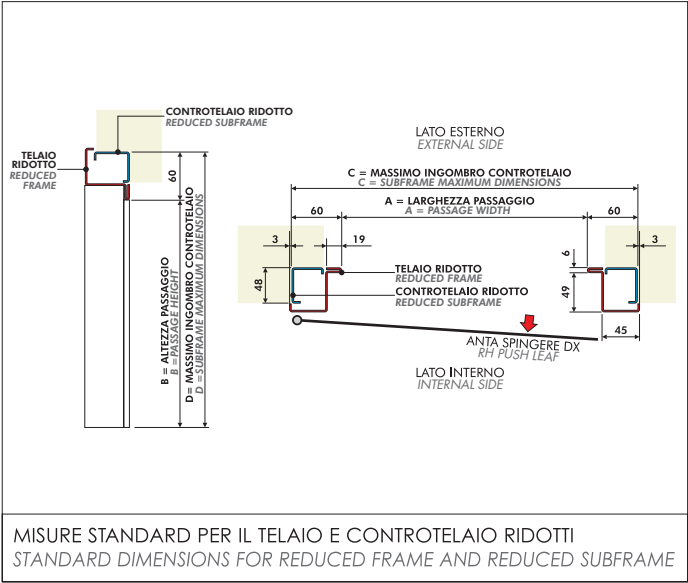 CONTROTELAIO RIDOTTO
REDUCED SUBFRAME
TELAIO
RIDOTTO
REDUCED
FRAME
60
B = ALTEZZA PASSAGGIO
B = PASSAGE HEIGHT
D= MASSIMO INGOMBRO CONTROTELAIO
D = SUBFRAME MAXIMUM DIMENSIONS
LATO ESTERNO
EXTERNAL SIDE
C = MASSIMO INGOMBRO CONTROTELAIO
C = SUBFRAME MAXIMUM DIMENSIONS
A = LARGHEZZA PASSAGGIO
A = PASSAGE WIDTH
60
60
3
19
6
3
48
TELAIO RIDOTTO
REDUCED FRAME
CONTROTELAIO RIDOTTO
REDUCED SUBFRAME
49
45
ANTA SPINGERE DX
RH PUSH LEAF
LATO INTERNO
INTERNAL SIDE
MISURE STANDARD PER IL TELAIO E CONTROTELAIO RIDOTTI
STANDARD DIMENSIONS FOR REDUCED FRAME AND REDUCED SUBFRAME